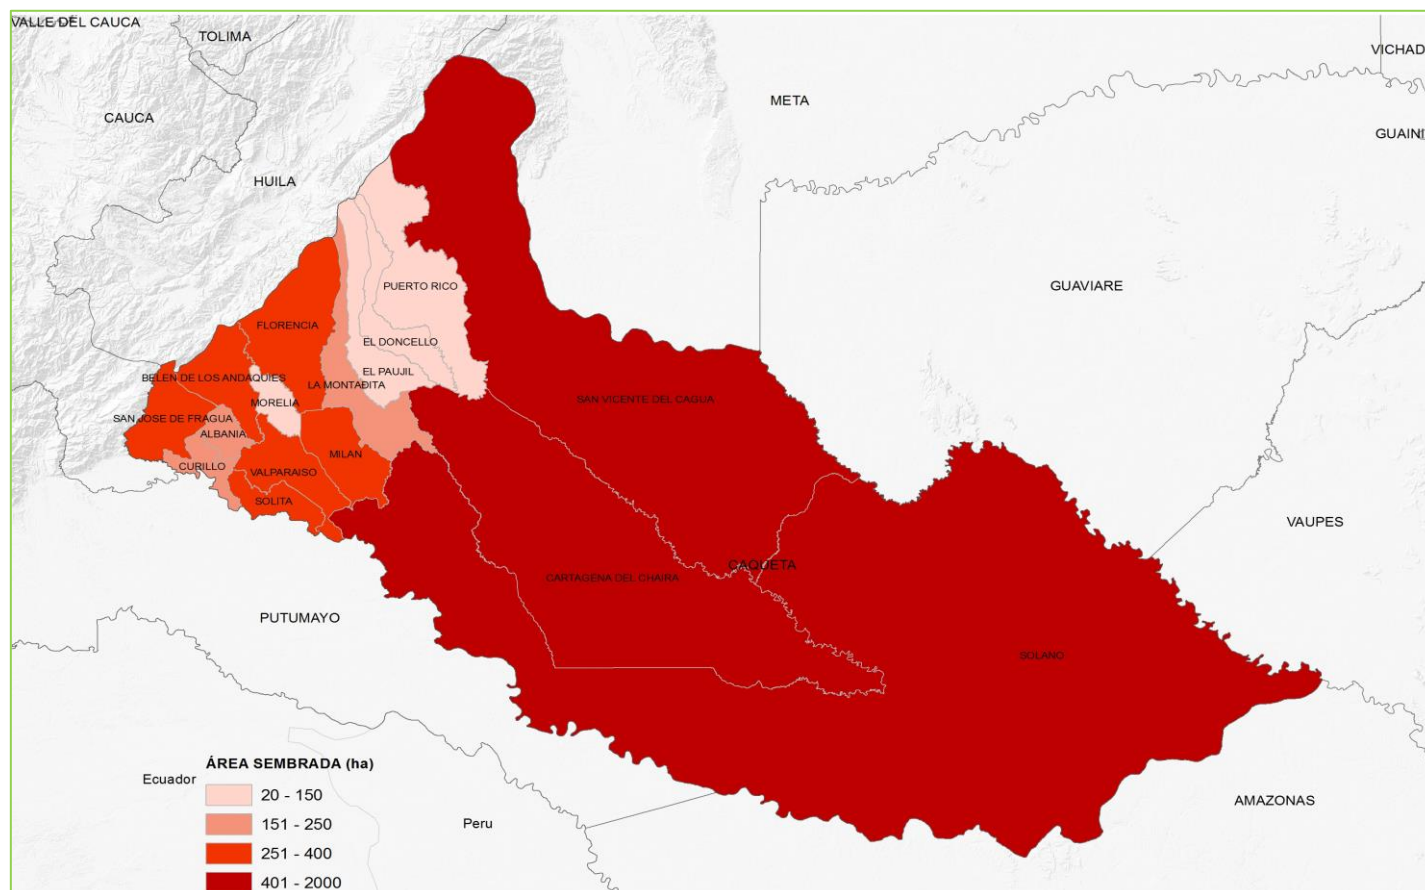 VALLE DEL CAUCA
TOLIMA
VICHAD
META
CAUCA
GUAINI
HUILA
PUERTO RICO
GUAVIARE
FLORENCIA
EL DONCELLO
EL PAUJIL
BELEN DE LOS ANDAQUIES
LA MONTAÐITA
MORELIA
SAN VICENTE DEL CAGUA
SAN JOSE DE FRAGUA
ALBANIA
MILAN
CURILLO
VALPARAISO
SOLITA
VAUPES
CAQUETA
CARTAGENA DEL CHAIRA
PUTUMAYO
SOLANO
ÁREA SEMBRADA (ha)
Ecuador
20 - 150
AMAZONAS
151 - 250
Peru
251 - 400
401 - 2000